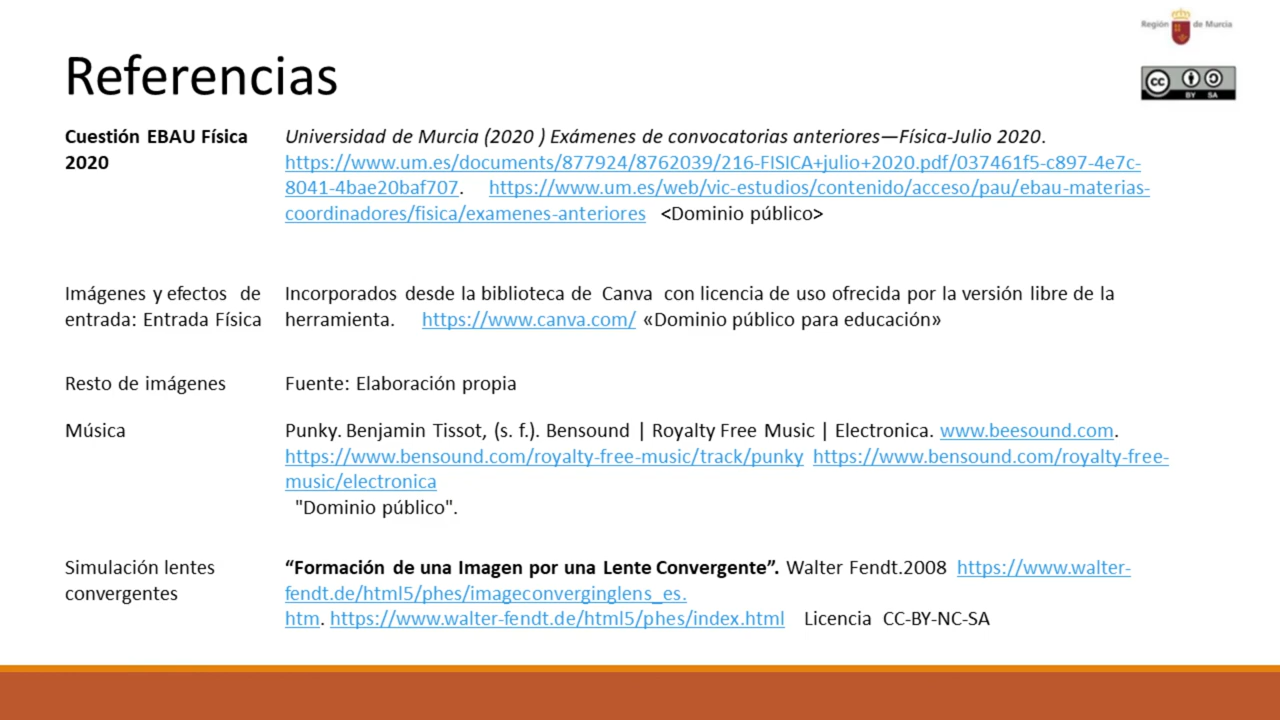 Región de Murcia
Referencias
CC BY SA
Cuestión EBAU Física
2020
Universidad de Murcia (2020 ) Exámenes de convocatorias anteriores—Física-Julio 2020.
https://www.um.es/documents/877924/8762039/216-FISICA+julio+2020.pdf/037461f5-c897-4e7c-
8041-4bae20baf707. https://www.um.es/web/vic-estudios/contenido/acceso/pau/ebau-materias-
coordinadores/fisica/examenes-anteriores <Dominio público>
Imágenes y efectos de
entrada: Entrada Física
Incorporados desde la biblioteca de Canva con licencia de uso ofrecida por la versión libre de la
herramienta. https://www.canva.com/ «Dominio público para educación»
Resto de imágenes
Fuente: Elaboración propia
Música
Punky. Benjamin Tissot, (s. f.). Bensound | Royalty Free Music | Electronica. www.beesound.com.
https://www.bensound.com/royalty-free-music/track/punky https://www.bensound.com/royalty-free-
music/electronica
"Dominio público".
Simulación lentes
convergentes
“Formación de una Imagen por una Lente Convergente”. Walter Fendt.2008 https://www.walter-
fendt.de/html5/phes/imageconverginglens_es.
htm. https://www.walter-fendt.de/html5/phes/index.html Licencia CC-BY-NC-SA